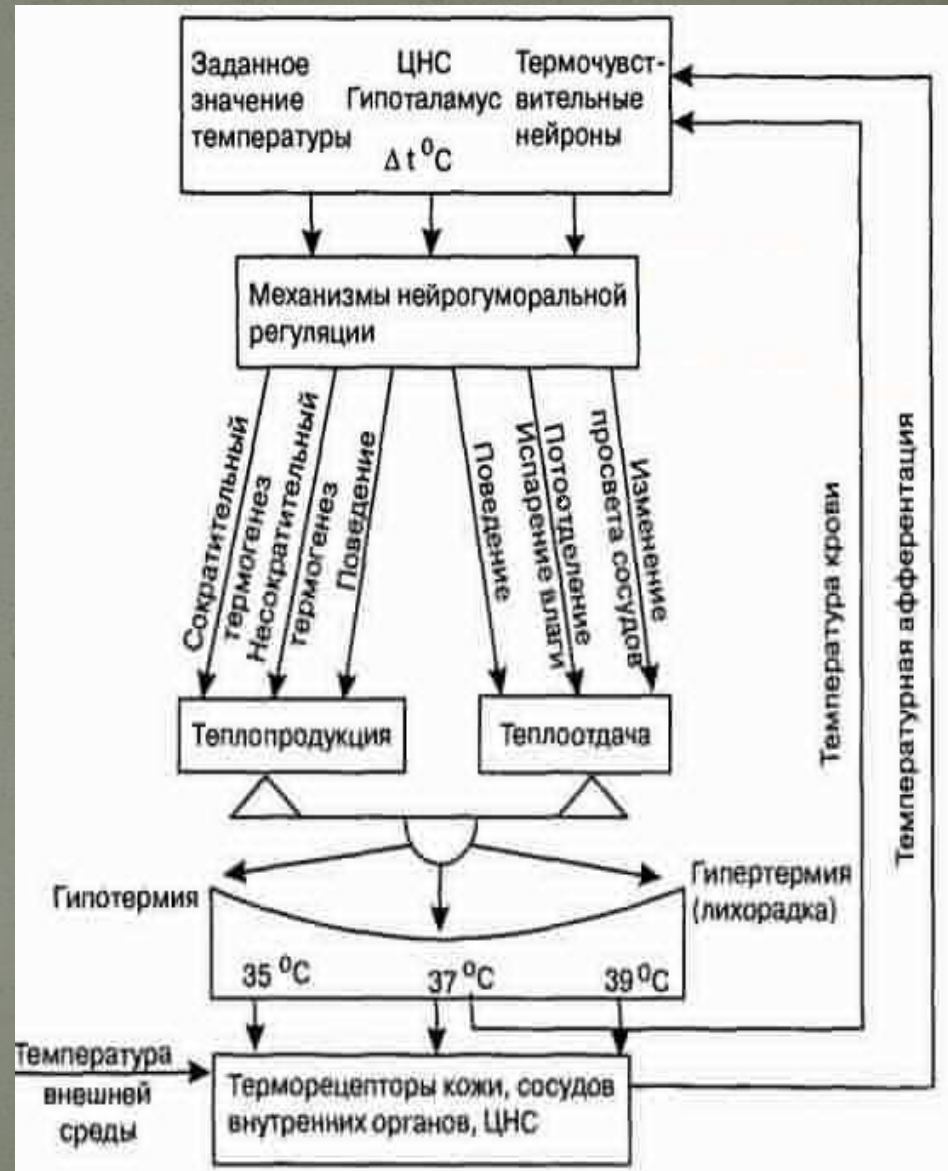 Заданное
значение
температуры
ЦНС
Гипоталамус
Δ t ⁰C
Термочувст-
вительные
нейроны
Механизмы нейрогуморальной
регуляции
Сократительный
термогенез
Несократительный
термогенез
Поведение
Поведение
Потоотделение
Испарение влаги
Изменение
просвета сосудов
Теплопродукция
Теплоотдача
Температура крови
Температурная афферентация
Гипотермия
Гипертермия
(лихорадка)
35 ⁰C
37 ⁰C
39 ⁰C
Температура
внешней
среды
Терморецепторы кожи, сосудов
внутренних органов, ЦНС